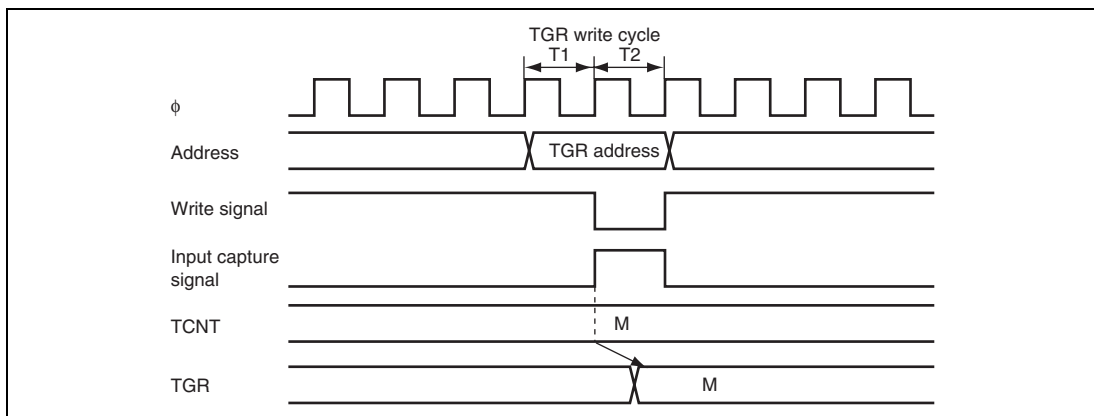 TGR write cycle
T1 T2
ϕ
Address
TGR address
Write signal
Input capture
signal
TCNT
M
TGR
M